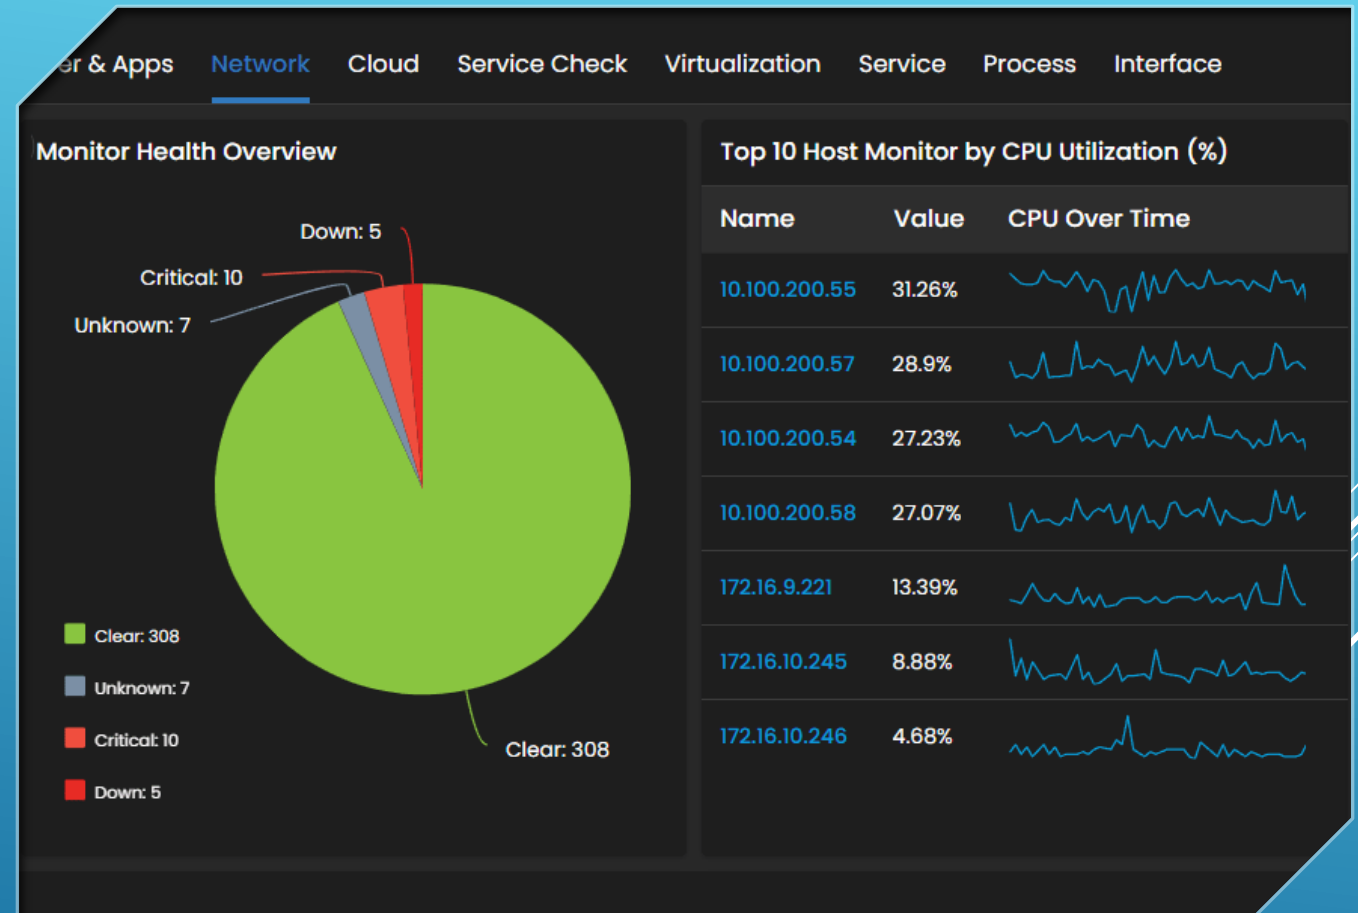 er & Apps Network Cloud Service Check Virtualization Service Process Interface
Monitor Health Overview
Down: 5
Critical: 10
Unknown: 7
Clear: 308
Unknown: 7
Critical: 10
Down: 5
Clear: 308
Top 10 Host Monitor by CPU Utilization (%)
Name Value CPU Over Time
10.100.200.55 31.26%
10.100.200.57 28.9%
10.100.200.54 27.23%
10.100.200.58 27.07%
172.16.9.221 13.39%
172.16.10.245 8.88%
172.16.10.246 4.68%